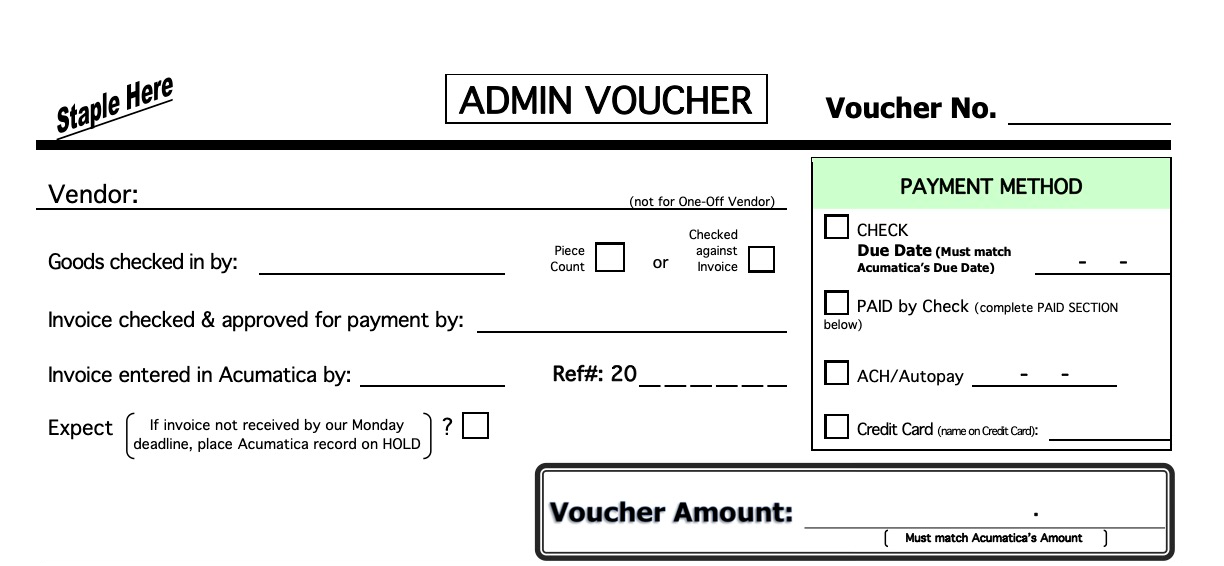 Staple Here
ADMIN VOUCHER
Voucher No. ____________
Vendor:
(not for One-Off Vendor)
PAYMENT METHOD
CHECK
Due Date (Must match
Acumatica's Due Date) - -
Goods checked in by: ____________
Piece
Count
or
Checked
against
Invoice
PAID by Check (complete PAID SECTION
below)
Invoice checked & approved for payment by: ____________
Invoice entered in Acumatica by: ____________
Ref#: 20_ _ _ _ _ _
ACH/Autopay - -
Expect (If invoice not received by our Monday
deadline, place Acumatica record on HOLD) ?
Credit Card (name on Credit Card): ____________
Voucher Amount: .
( Must match Acumatica's Amount )